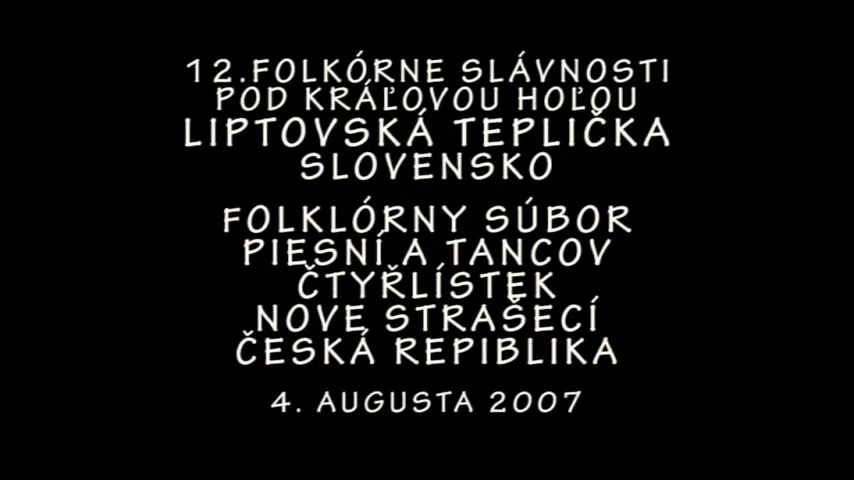 12.FOLKÓRNE SLÁVNOSTI
POD KRÁĽOVOU HOĽOU
LIPTOVSKÁ TEPLIČKA
SLOVENSKO
FOLKLÓRNY SÚBOR
PIESNÍ A TANCOV
ČTYŘLÍSTEK
NOVE STRAŠECÍ
ČESKÁ REPIBLIKA
4. AUGUSTA 2007